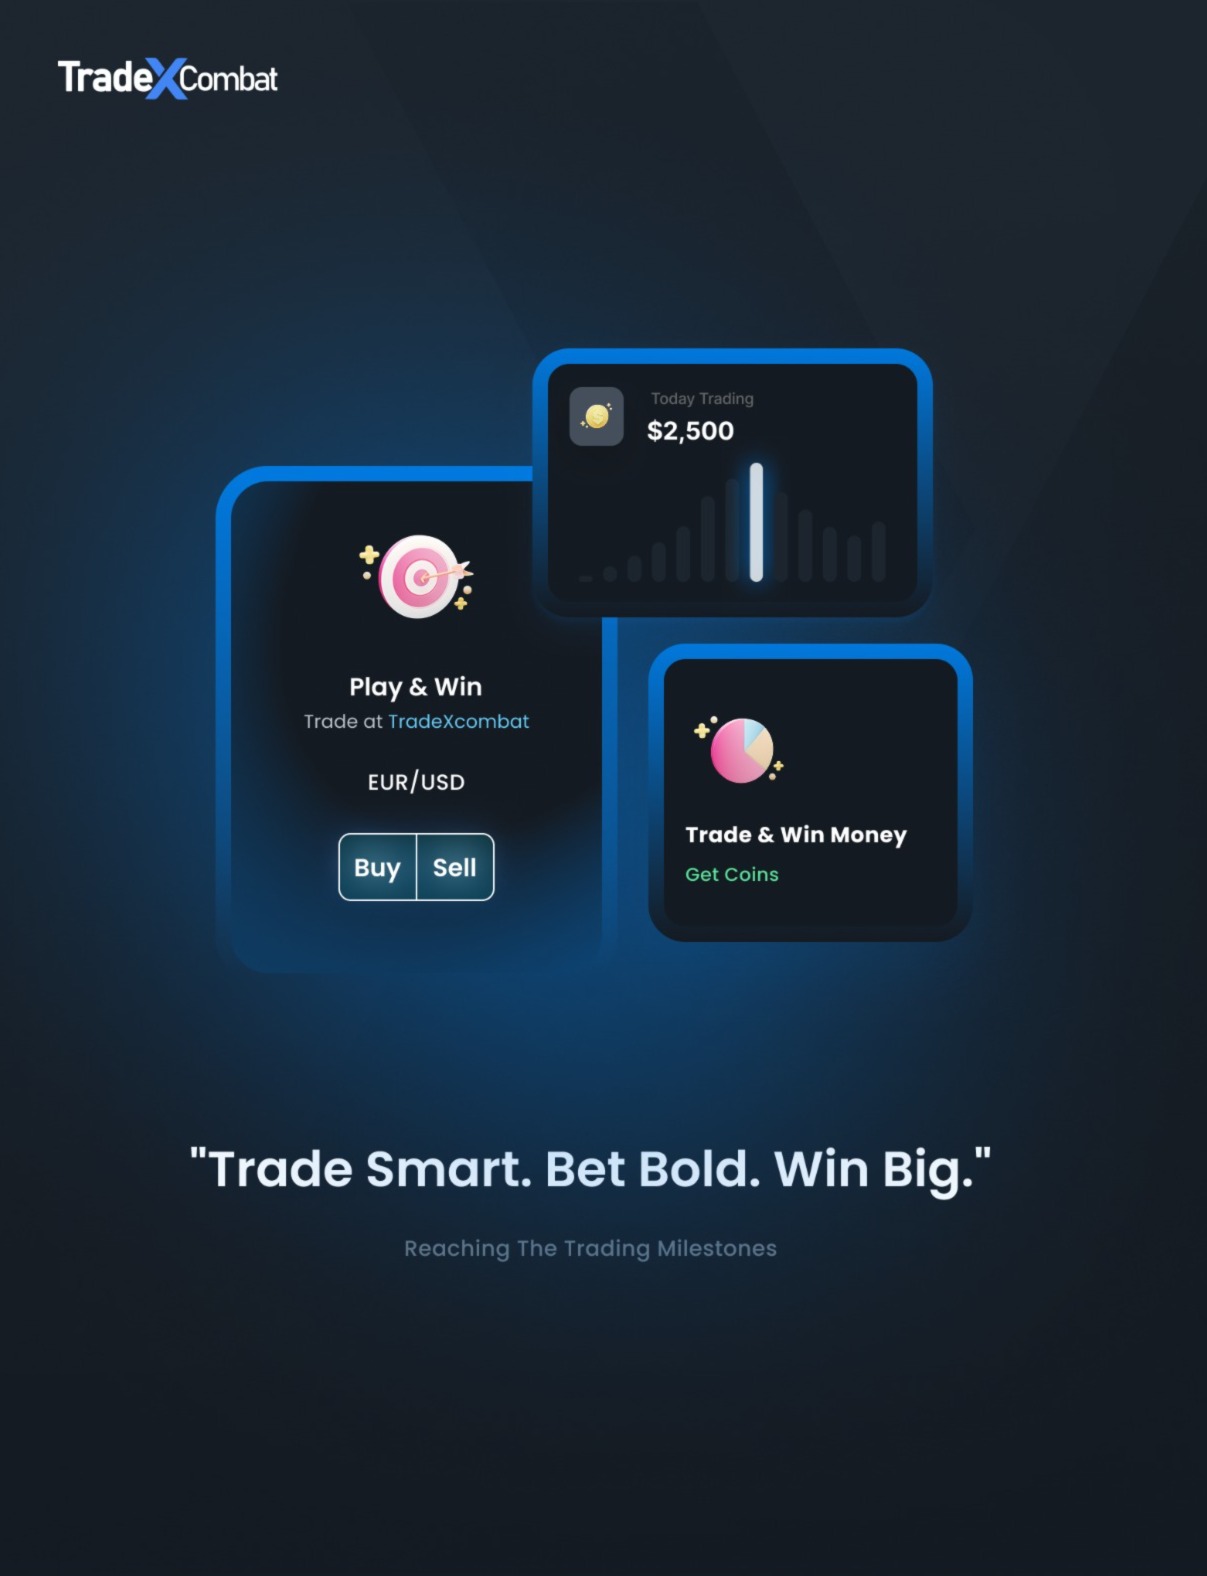 TradeXCombat
Today Trading
$2,500
Play & Win
Trade at TradeXcombat
EUR/USD
Buy Sell
Trade & Win Money
Get Coins
"Trade Smart. Bet Bold. Win Big."
Reaching The Trading Milestones